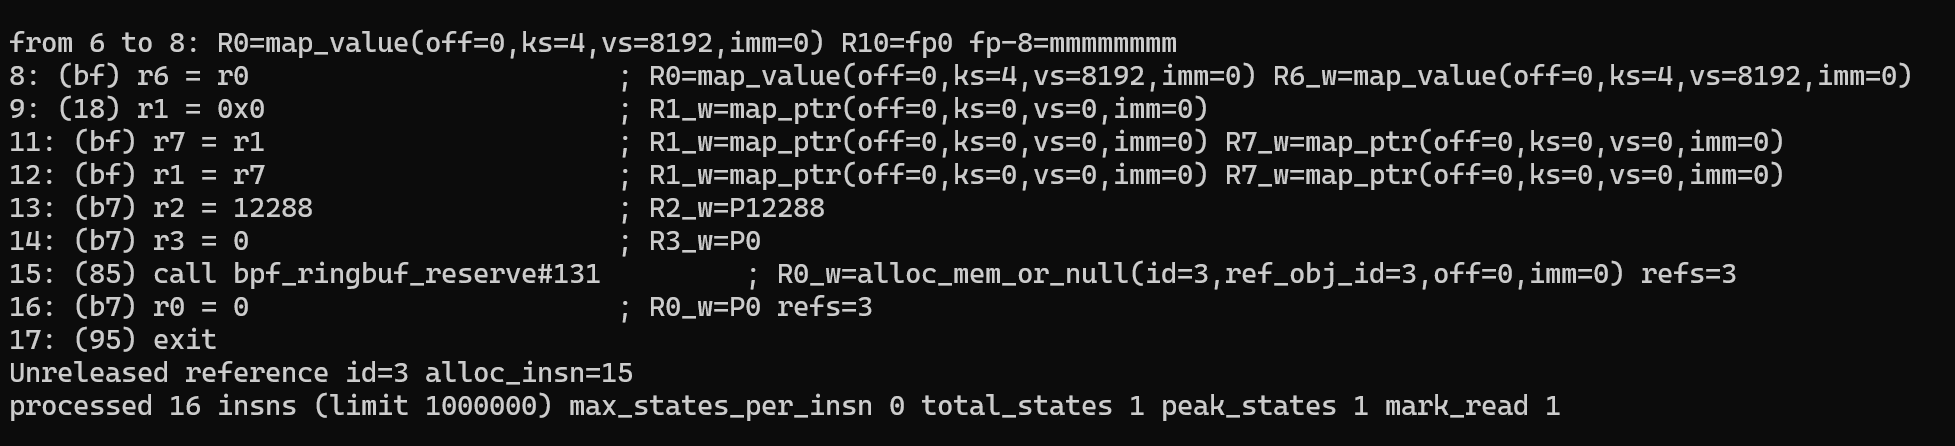 from 6 to 8: R0=map_value(off=0,ks=4,vs=8192,imm=0) R10=fp0 fp-8=mmmmmmmm
8: (bf) r6 = r0                       ; R0=map_value(off=0,ks=4,vs=8192,imm=0) R6_w=map_value(off=0,ks=4,vs=8192,imm=0)
9: (18) r1 = 0x0                      ; R1_w=map_ptr(off=0,ks=0,vs=0,imm=0)
11: (bf) r7 = r1                      ; R1_w=map_ptr(off=0,ks=0,vs=0,imm=0) R7_w=map_ptr(off=0,ks=0,vs=0,imm=0)
12: (bf) r1 = r7                      ; R1_w=map_ptr(off=0,ks=0,vs=0,imm=0) R7_w=map_ptr(off=0,ks=0,vs=0,imm=0)
13: (b7) r2 = 12288                   ; R2_w=P12288
14: (b7) r3 = 0                       ; R3_w=P0
15: (85) call bpf_ringbuf_reserve#131         ; R0_w=alloc_mem_or_null(id=3,ref_obj_id=3,off=0,imm=0) refs=3
16: (b7) r0 = 0                       ; R0_w=P0 refs=3
17: (95) exit
Unreleased reference id=3 alloc_insn=15
processed 16 insns (limit 1000000) max_states_per_insn 0 total_states 1 peak_states 1 mark_read 1